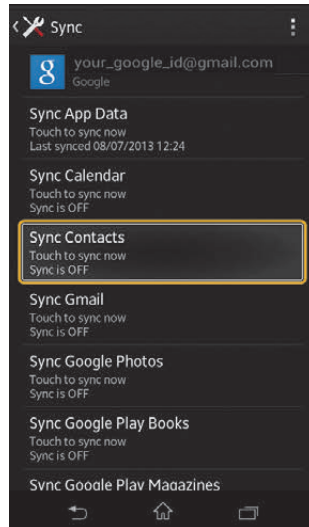 Sync
8 your_google_id@gmail.com
Google
Sync App Data
Touch to sync now
Last synced 08/07/2013 12:24
Sync Calendar
Touch to sync now
Sync is OFF
Sync Contacts
Touch to sync now
Sync is OFF
Sync Gmail
Touch to sync now
Sync is OFF
Sync Google Photos
Touch to sync now
Sync is OFF
Sync Google Play Books
Touch to sync now
Sync is OFF
Sync Google Play Magazines